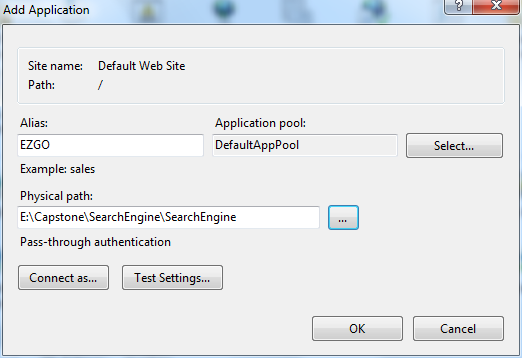 Add Application
Site name: Default Web Site
Path: /
Alias: Application pool:
EZGO DefaultAppPool Select...
Example: sales
Physical path:
E:\Capstone\SearchEngine\SearchEngine ...
Pass-through authentication
Connect as... Test Settings...
OK Cancel